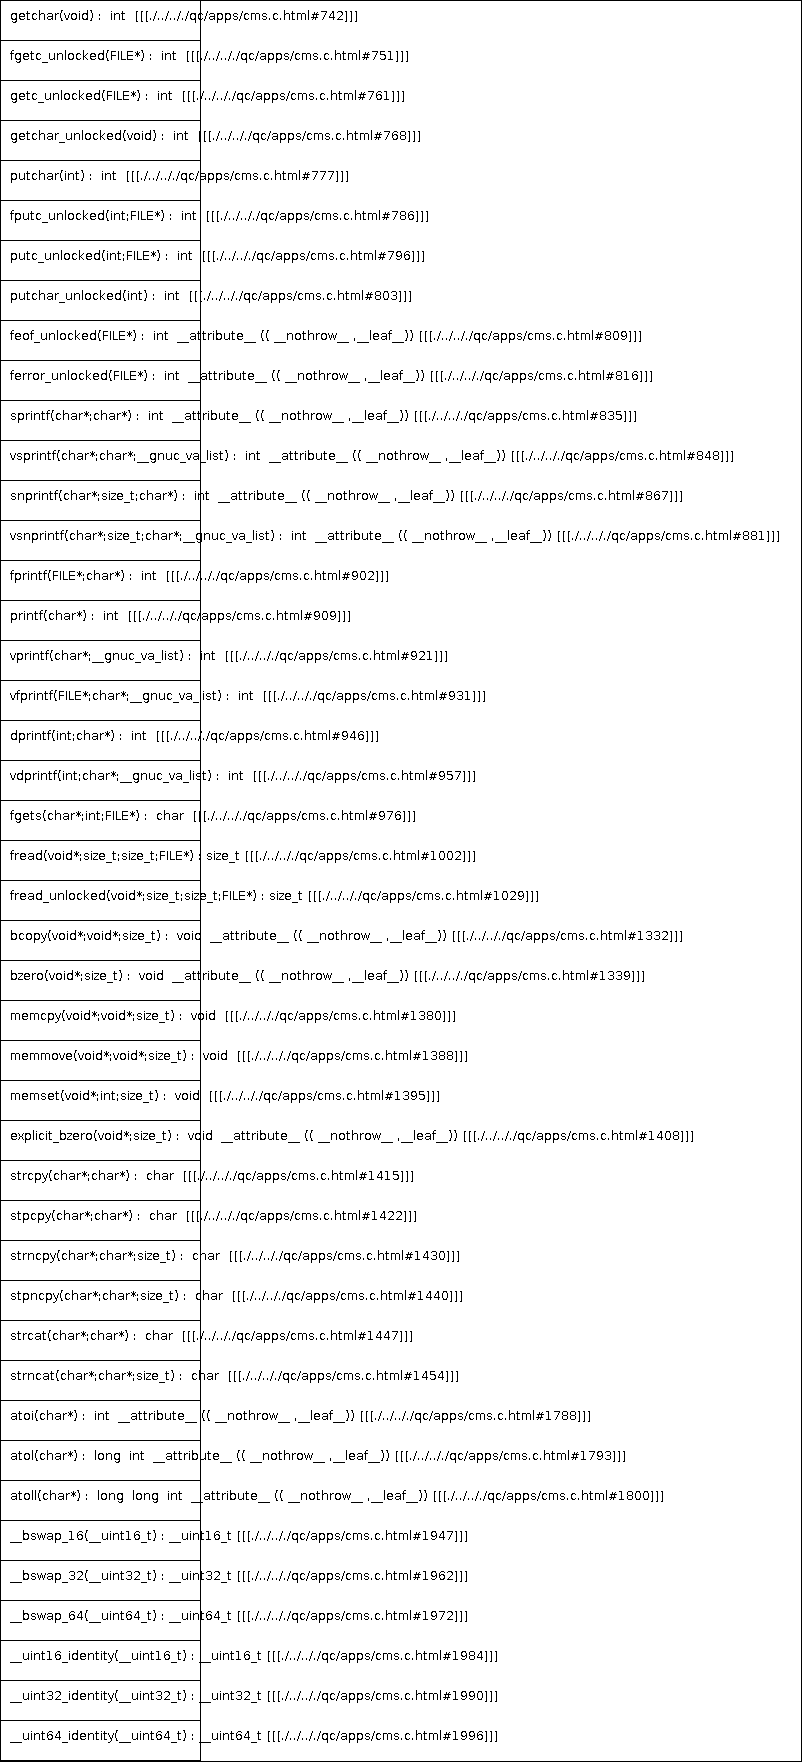 getchar(void) : int [[[./../../qc/apps/cms.c.html#742]]]
fgetc_unlocked(FILE*) : int [[[./../../qc/apps/cms.c.html#751]]]
getc_unlocked(FILE*) : int [[[./../../qc/apps/cms.c.html#761]]]
getchar_unlocked(void) : int [[[./../../qc/apps/cms.c.html#768]]]
putchar(int) : int [[[./../../qc/apps/cms.c.html#777]]]
fputc_unlocked(int;FILE*) : int [[[./../../qc/apps/cms.c.html#786]]]
putc_unlocked(int;FILE*) : int [[[./../../qc/apps/cms.c.html#796]]]
putchar_unlocked(int) : int [[[./../../qc/apps/cms.c.html#803]]]
feof_unlocked(FILE*) : int __attribute__ (( __nothrow__ ,__leaf__)) [[[./../../qc/apps/cms.c.html#809]]]
ferror_unlocked(FILE*) : int __attribute__ (( __nothrow__ ,__leaf__)) [[[./../../qc/apps/cms.c.html#816]]]
sprintf(char*;char*) : int __attribute__ (( __nothrow__ ,__leaf__)) [[[./../../qc/apps/cms.c.html#835]]]
vsprintf(char*;char*;__gnuc_va_list) : int __attribute__ (( __nothrow__ ,__leaf__)) [[[./../../qc/apps/cms.c.html#848]]]
snprintf(char*;size_t;char*) : int __attribute__ (( __nothrow__ ,__leaf__)) [[[./../../qc/apps/cms.c.html#867]]]
vsnprintf(char*;size_t;char*;__gnuc_va_list) : int __attribute__ (( __nothrow__ ,__leaf__)) [[[./../../qc/apps/cms.c.html#881]]]
fprintf(FILE*;char*) : int [[[./../../qc/apps/cms.c.html#902]]]
printf(char*) : int [[[./../../qc/apps/cms.c.html#909]]]
vprintf(char*;__gnuc_va_list) : int [[[./../../qc/apps/cms.c.html#921]]]
vfprintf(FILE*;char*;__gnuc_va_list) : int [[[./../../qc/apps/cms.c.html#931]]]
dprintf(int;char*) : int [[[./../../qc/apps/cms.c.html#946]]]
vdprintf(int;char*;__gnuc_va_list) : int [[[./../../qc/apps/cms.c.html#957]]]
fgets(char*;int;FILE*) : char [[[./../../qc/apps/cms.c.html#976]]]
fread(void*;size_t;size_t;FILE*) : size_t [[[./../../qc/apps/cms.c.html#1002]]]
fread_unlocked(void*;size_t;size_t;FILE*) : size_t [[[./../../qc/apps/cms.c.html#1029]]]
bcopy(void*;void*;size_t) : void __attribute__ (( __nothrow__ ,__leaf__)) [[[./../../qc/apps/cms.c.html#1332]]]
bzero(void*;size_t) : void __attribute__ (( __nothrow__ ,__leaf__)) [[[./../../qc/apps/cms.c.html#1339]]]
memcpy(void*;void*;size_t) : void [[[./../../qc/apps/cms.c.html#1380]]]
memmove(void*;void*;size_t) : void [[[./../../qc/apps/cms.c.html#1388]]]
memset(void*;int;size_t) : void [[[./../../qc/apps/cms.c.html#1395]]]
explicit_bzero(void*;size_t) : void __attribute__ (( __nothrow__ ,__leaf__)) [[[./../../qc/apps/cms.c.html#1408]]]
strcpy(char*;char*) : char [[[./../../qc/apps/cms.c.html#1415]]]
stpcpy(char*;char*) : char [[[./../../qc/apps/cms.c.html#1422]]]
strncpy(char*;char*;size_t) : char [[[./../../qc/apps/cms.c.html#1430]]]
stpncpy(char*;char*;size_t) : char [[[./../../qc/apps/cms.c.html#1440]]]
strcat(char*;char*) : char [[[./../../qc/apps/cms.c.html#1447]]]
strncat(char*;char*;size_t) : char [[[./../../qc/apps/cms.c.html#1454]]]
atoi(char*) : int __attribute__ (( __nothrow__ ,__leaf__)) [[[./../../qc/apps/cms.c.html#1788]]]
atol(char*) : long int __attribute__ (( __nothrow__ ,__leaf__)) [[[./../../qc/apps/cms.c.html#1793]]]
atoll(char*) : long long int __attribute__ (( __nothrow__ ,__leaf__)) [[[./../../qc/apps/cms.c.html#1800]]]
__bswap_16(__uint16_t) : __uint16_t [[[./../../qc/apps/cms.c.html#1947]]]
__bswap_32(__uint32_t) : __uint32_t [[[./../../qc/apps/cms.c.html#1962]]]
__bswap_64(__uint64_t) : __uint64_t [[[./../../qc/apps/cms.c.html#1972]]]
__uint16_identity(__uint16_t) : __uint16_t [[[./../../qc/apps/cms.c.html#1984]]]
__uint32_identity(__uint32_t) : __uint32_t [[[./../../qc/apps/cms.c.html#1990]]]
__uint64_identity(__uint64_t) : __uint64_t [[[./../../qc/apps/cms.c.html#1996]]]